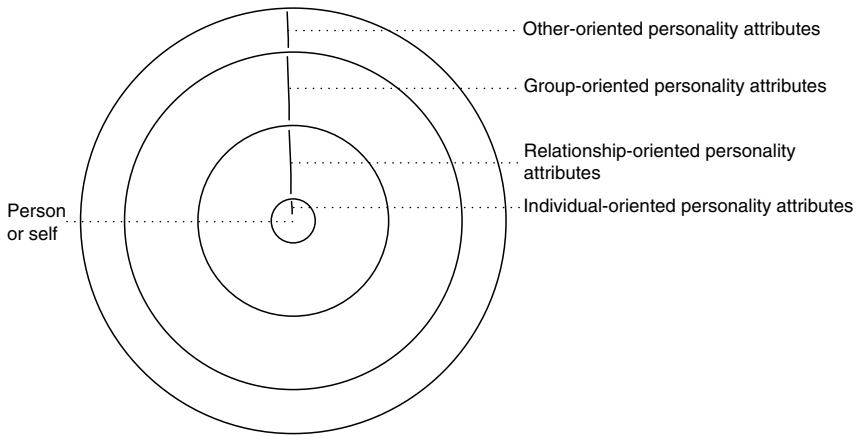 Other-oriented personality attributes
Group-oriented personality attributes
Relationship-oriented personality
attributes
Individual-oriented personality attributes
Person
or self